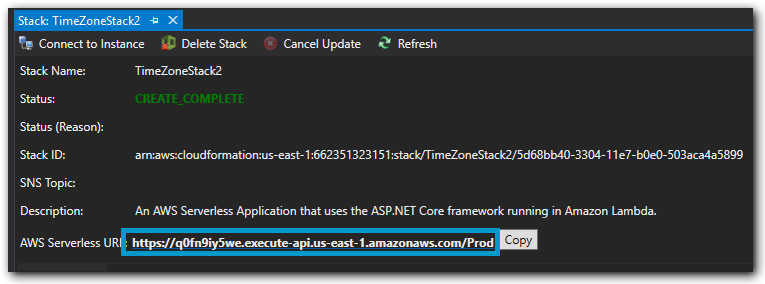 Stack: TimeZoneStack2
Connect to Instance Delete Stack Cancel Update Refresh
Stack Name: TimeZoneStack2
Status: CREATE_COMPLETE
Status (Reason):
Stack ID: arn:aws:cloudformation:us-east-1:662351323151:stack/TimeZoneStack2/5d68bb40-3304-11e7-b0e0-503aca4a5899
SNS Topic:
Description: An AWS Serverless Application that uses the ASP.NET Core framework running in Amazon Lambda.
AWS Serverless URL: https://q0fn9iy5we.execute-api.us-east-1.amazonaws.com/Prod Copy